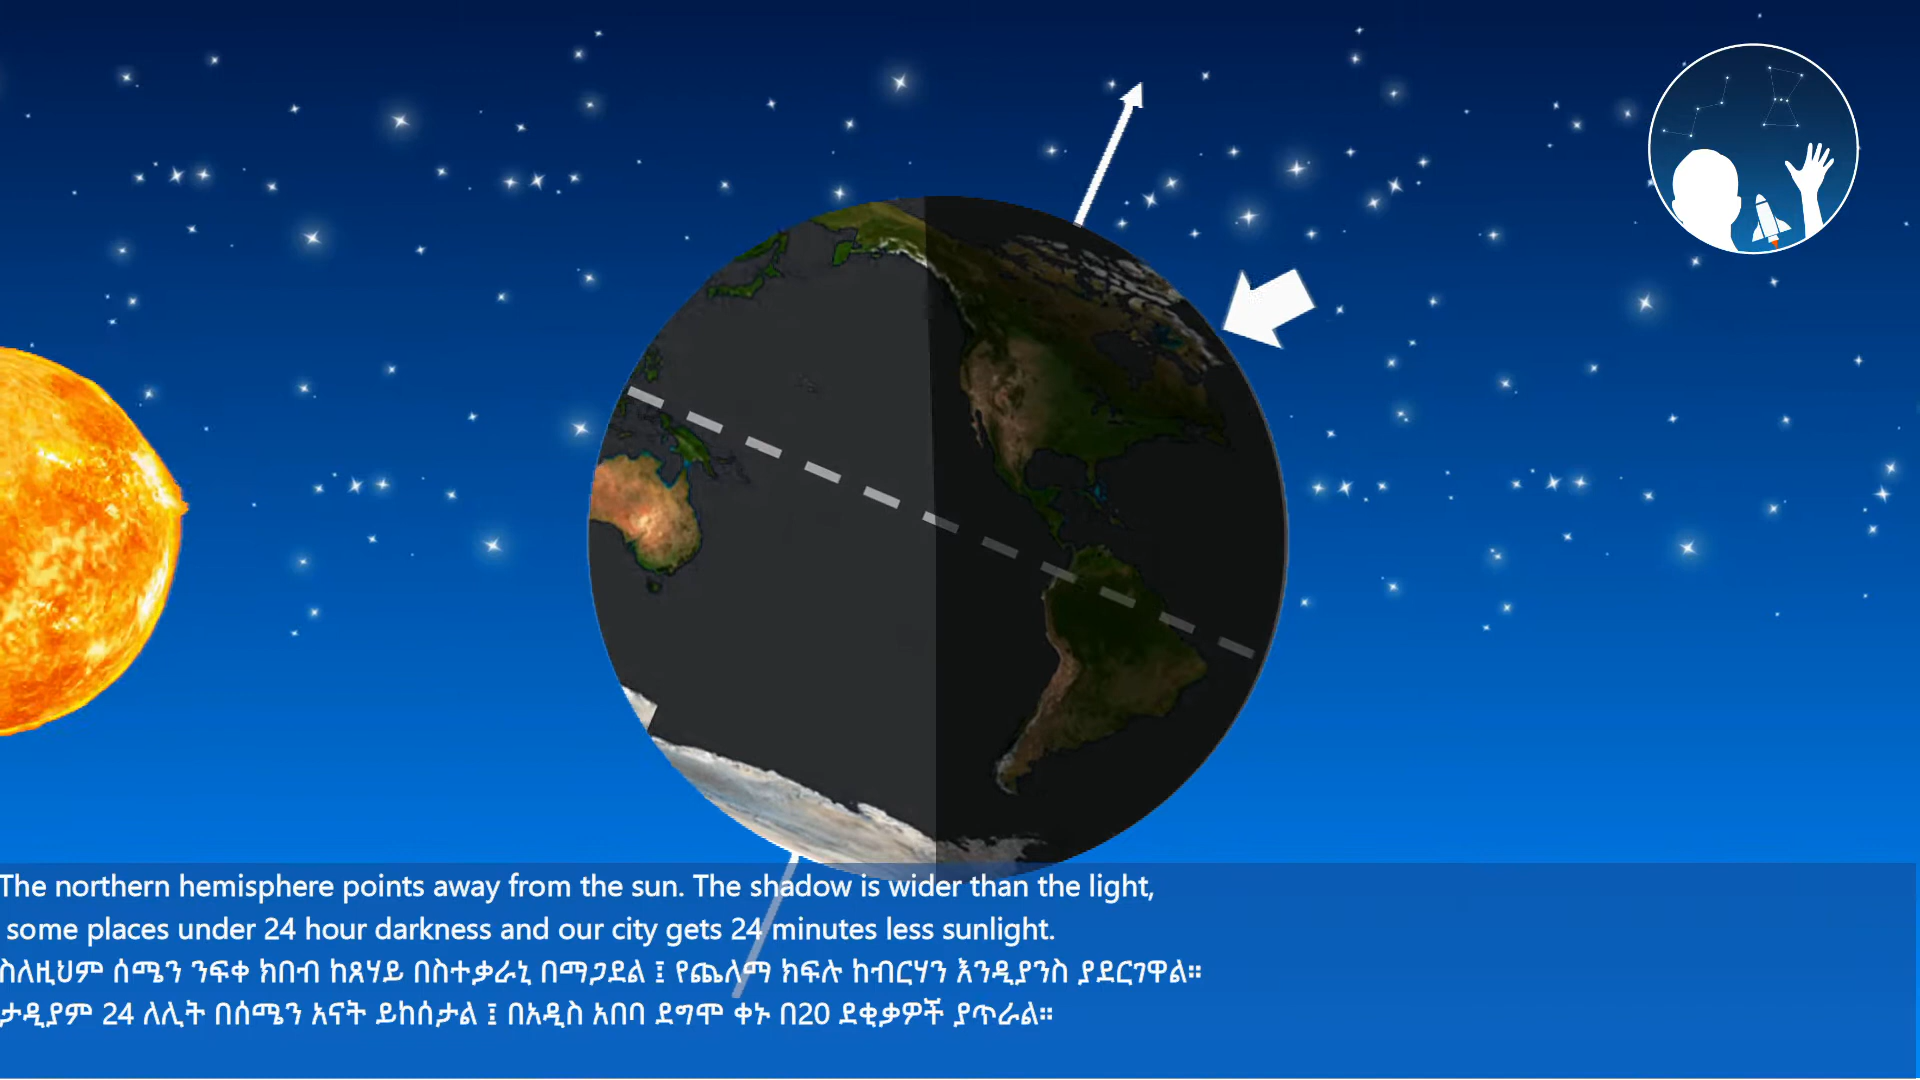 The northern hemisphere points away from the sun. The shadow is wider than the light,
some places under 24 hour darkness and our city gets 24 minutes less sunlight.
ስለዚህም ሰሜን ንፍቀ ክበብ ከጸሃይ በስተቃራኒ በማጋደል ፤ የጨለማ ክፍሉ ከብርሃን እንዲያንስ ያደርገዋል።
ታዲያም 24 ለሊት በሰሜን አናት ይከሰታል ፤ በአዲስ አበባ ደግሞ ቀኑ በ20 ደቂቃዎች ያጥራል።